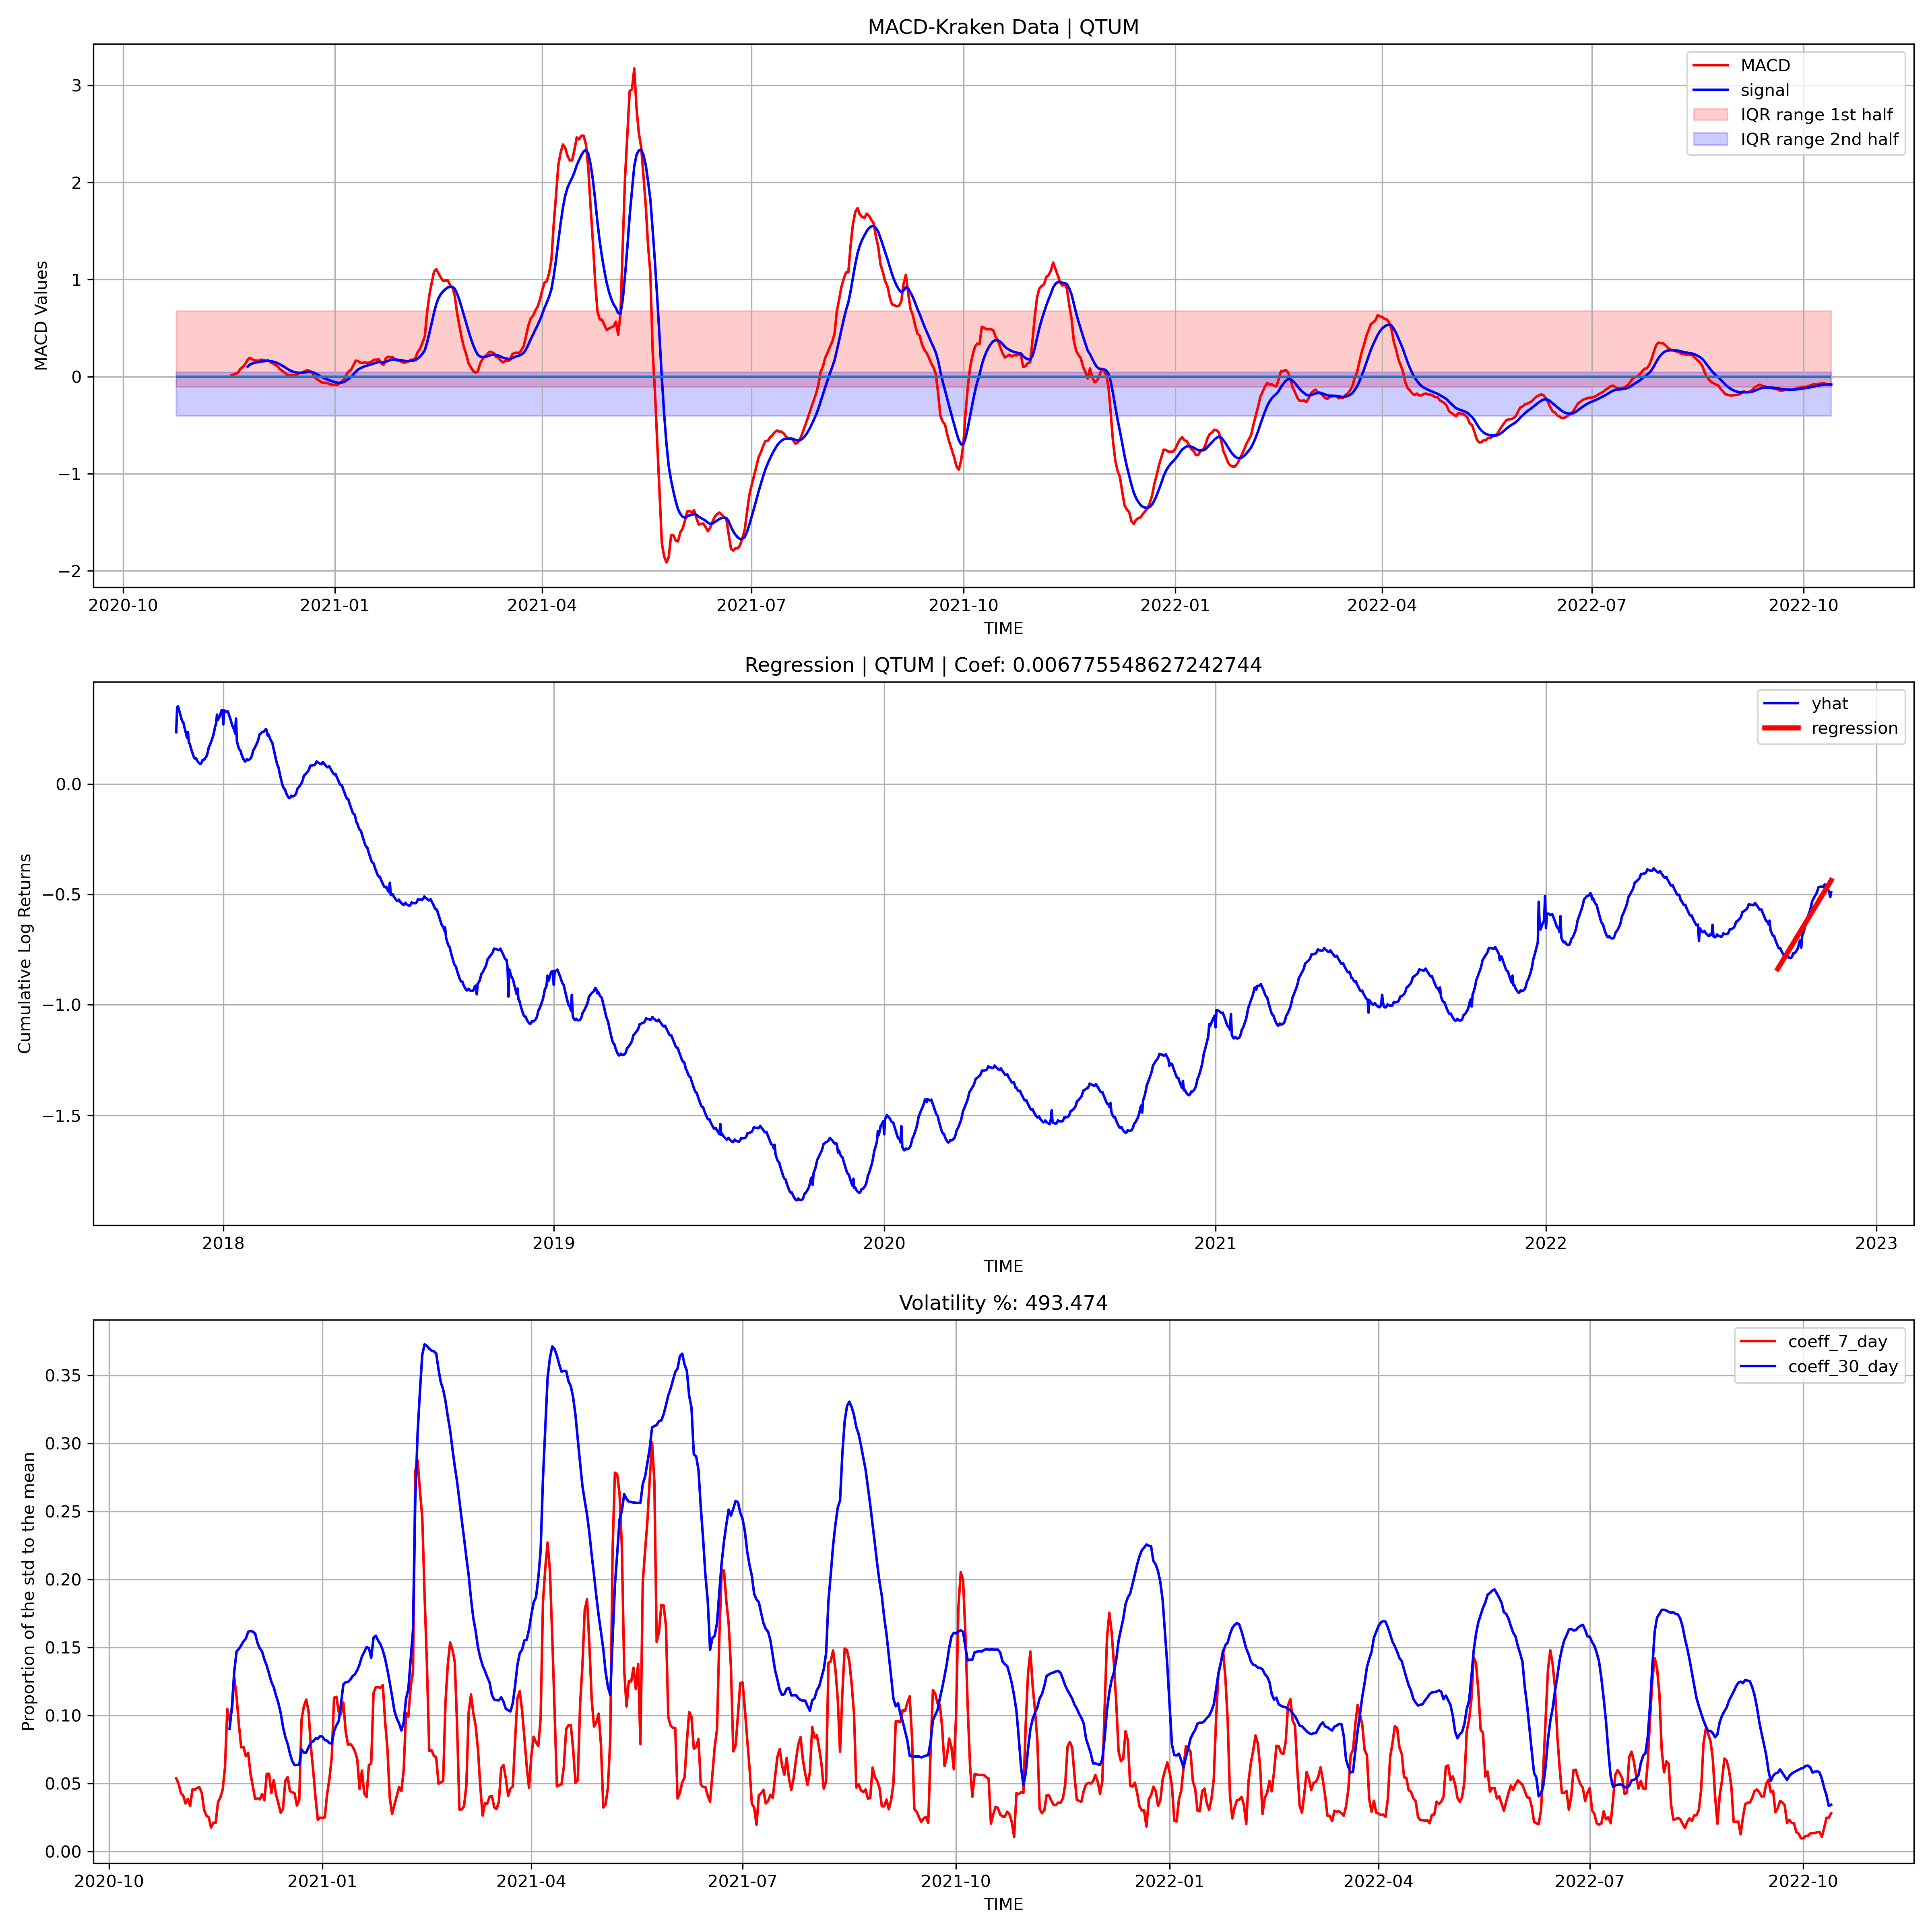 MACD-Kraken Data | QTUM
MACD
signal
IQR range 1st half
IQR range 2nd half
MACD Values
3
2
1
0
−1
−2
2020-10 2021-01 2021-04 2021-07 2021-10 2022-01 2022-04 2022-07 2022-10
TIME
Regression | QTUM | Coef: 0.006775548627242744
yhat
regression
Cumulative Log Returns
0.0
−0.5
−1.0
−1.5
2018 2019 2020 2021 2022 2023
TIME
Volatility %: 493.474
coeff_7_day
coeff_30_day
Proportion of the std to the mean
0.35
0.30
0.25
0.20
0.15
0.10
0.05
0.00
2020-10 2021-01 2021-04 2021-07 2021-10 2022-01 2022-04 2022-07 2022-10
TIME